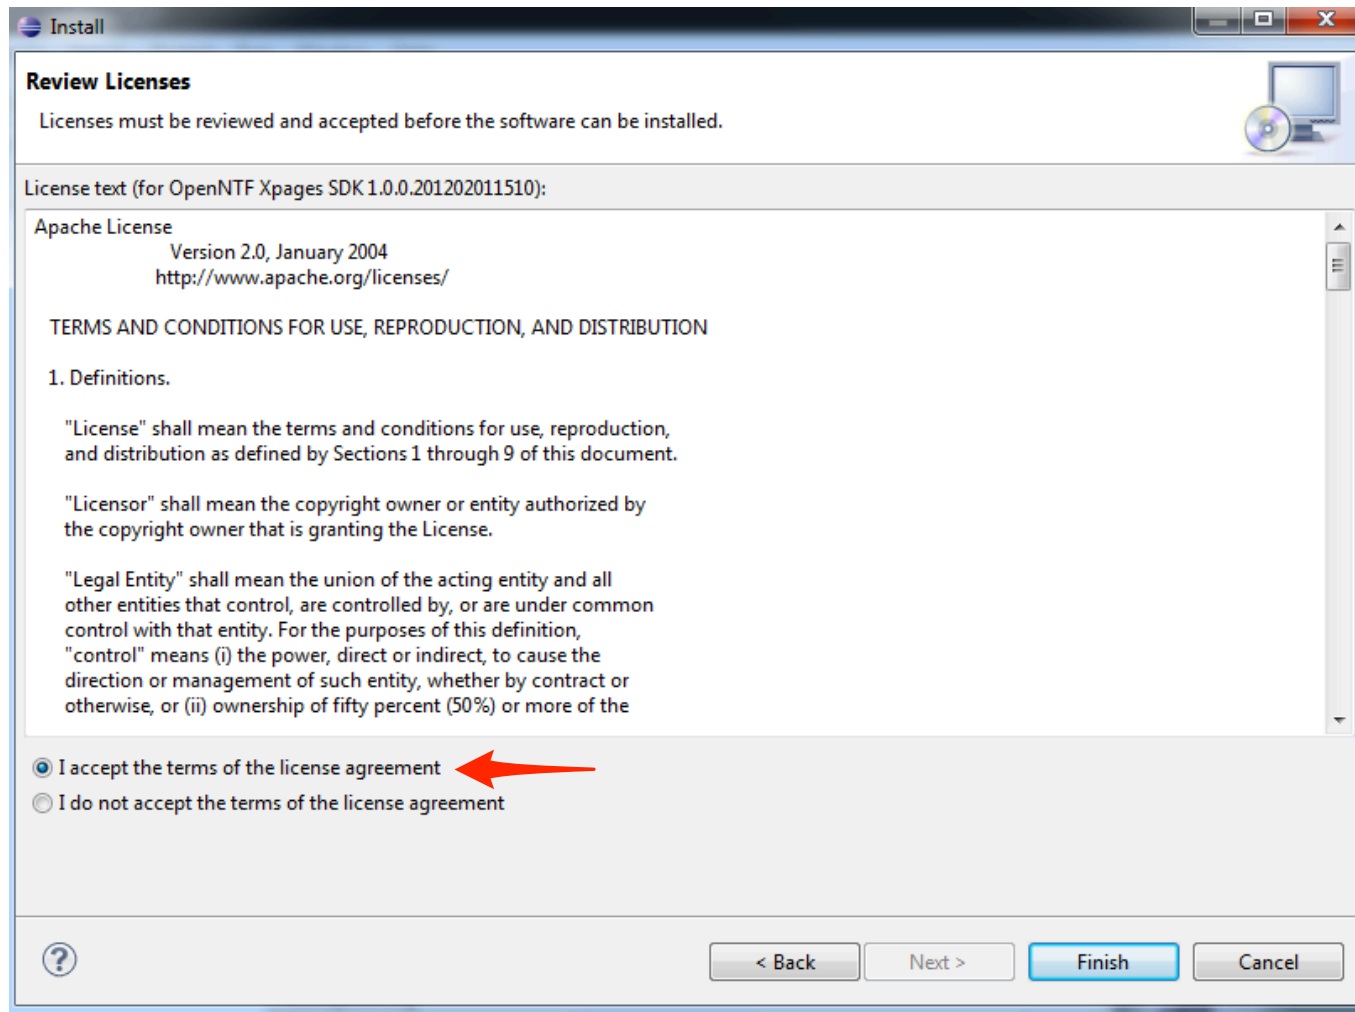 Install
Review Licenses
Licenses must be reviewed and accepted before the software can be installed.
License text (for OpenNTF Xpages SDK 1.0.0.201202011510):
Apache License
Version 2.0, January 2004
http://www.apache.org/licenses/
TERMS AND CONDITIONS FOR USE, REPRODUCTION, AND DISTRIBUTION
1. Definitions.
"License" shall mean the terms and conditions for use, reproduction,
and distribution as defined by Sections 1 through 9 of this document.
"Licensor" shall mean the copyright owner or entity authorized by
the copyright owner that is granting the License.
"Legal Entity" shall mean the union of the acting entity and all
other entities that control, are controlled by, or are under common
control with that entity. For the purposes of this definition,
"control" means (i) the power, direct or indirect, to cause the
direction or management of such entity, whether by contract or
otherwise, or (ii) ownership of fifty percent (50%) or more of the
I accept the terms of the license agreement
I do not accept the terms of the license agreement
? < Back Next > Finish Cancel